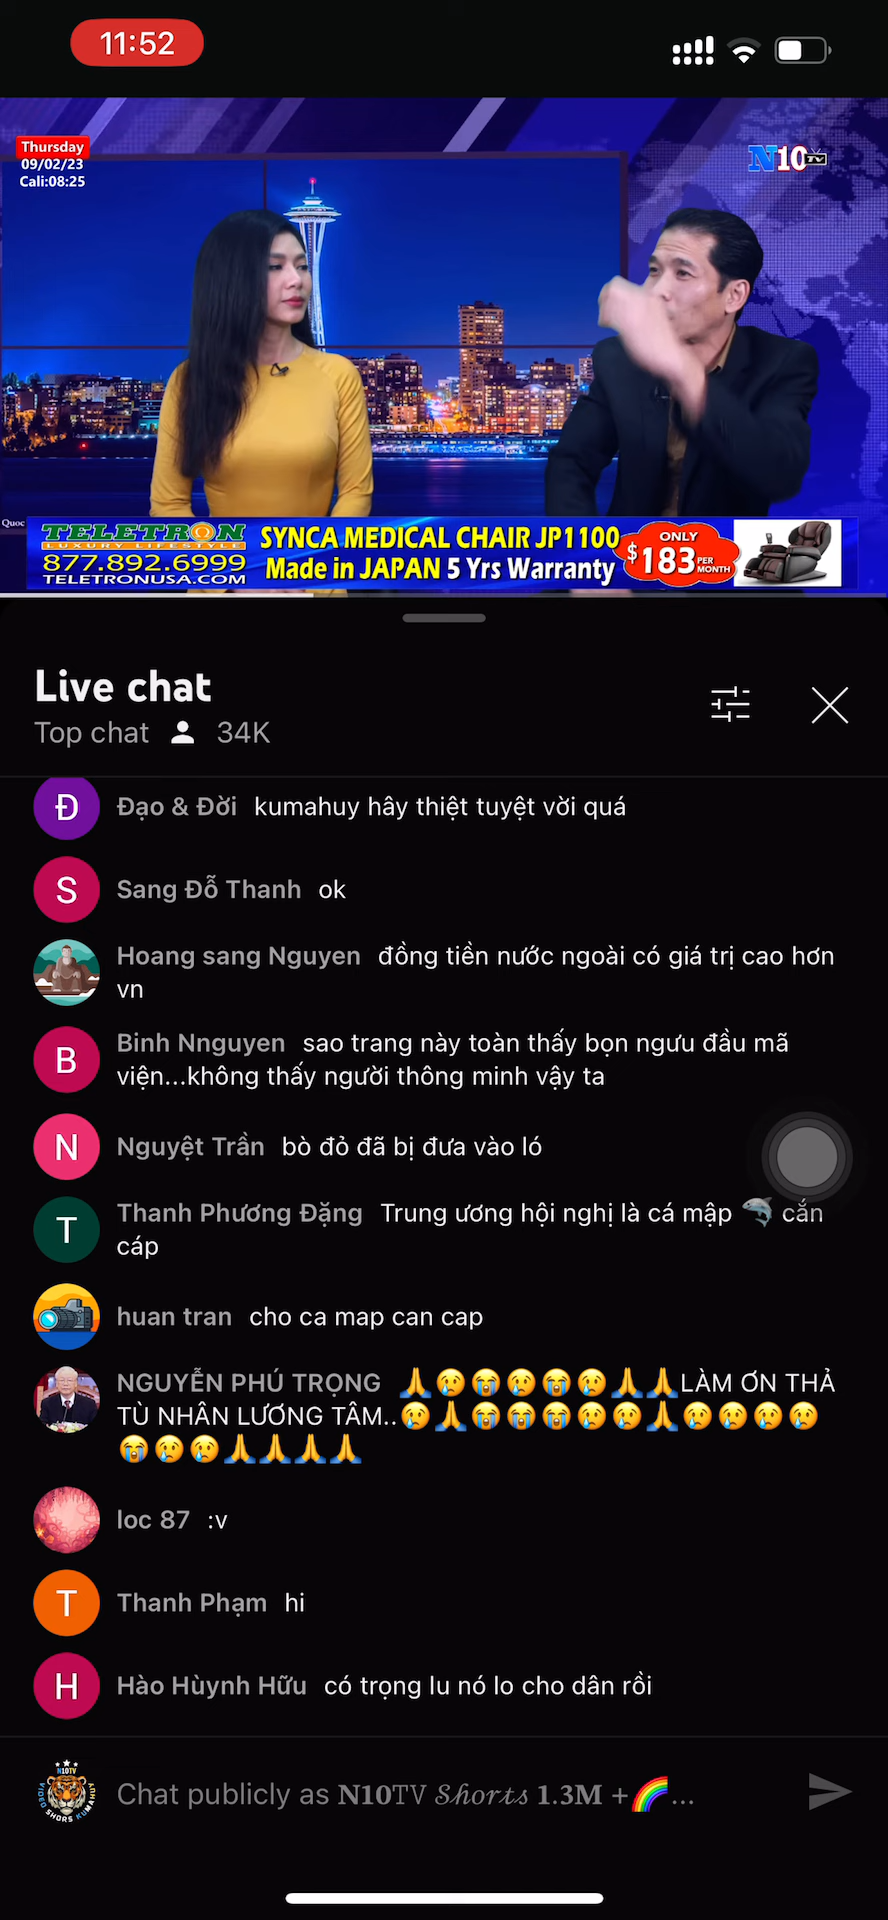 11:52
Thursday
09/02/23
Cali:08:25
N10TV
Quoc
TELETRON
LUXURY LIFESTYLE
877.892.6999
TELETRONUSA.COM
SYNCA MEDICAL CHAIR JP1100
Made in JAPAN 5 Yrs Warranty
ONLY
$183 PER MONTH
Live chat
Top chat 34K
Đ Đạo & Đời kumahuy hây thiệt tuyệt vời quá
S Sang Đỗ Thanh ok
Hoang sang Nguyen đồng tiền nước ngoài có giá trị cao hơn
vn
B Binh Nnguyen sao trang này toàn thấy bọn ngưu đầu mã
viện...không thấy người thông minh vậy ta
N Nguyệt Trần bò đỏ đã bị đưa vào ló
T Thanh Phương Đặng Trung ương hội nghị là cá mập 🦈 cắn
cáp
huan tran cho ca map can cap
NGUYỄN PHÚ TRỌNG 🙏😢😭😢😭😢🙏🙏LÀM ƠN THẢ
TÙ NHÂN LƯƠNG TÂM..😢🙏😭😭😭😢😢🙏😢😢😢😢
😭😢😢🙏🙏🙏🙏
loc 87 :v
T Thanh Phạm hi
H Hào Hùynh Hữu có trọng lu nó lo cho dân rồi
N10TV
VIDEO SHORS KUMAHUY
Chat publicly as N10TV Shorts 1.3M +🌈...